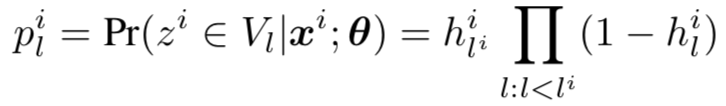 p_l^i = Pr(z^i ∈ V_l|x^i; θ) = h_{l^i}^i ∏_{l:l<l^i} (1 − h_l^i)